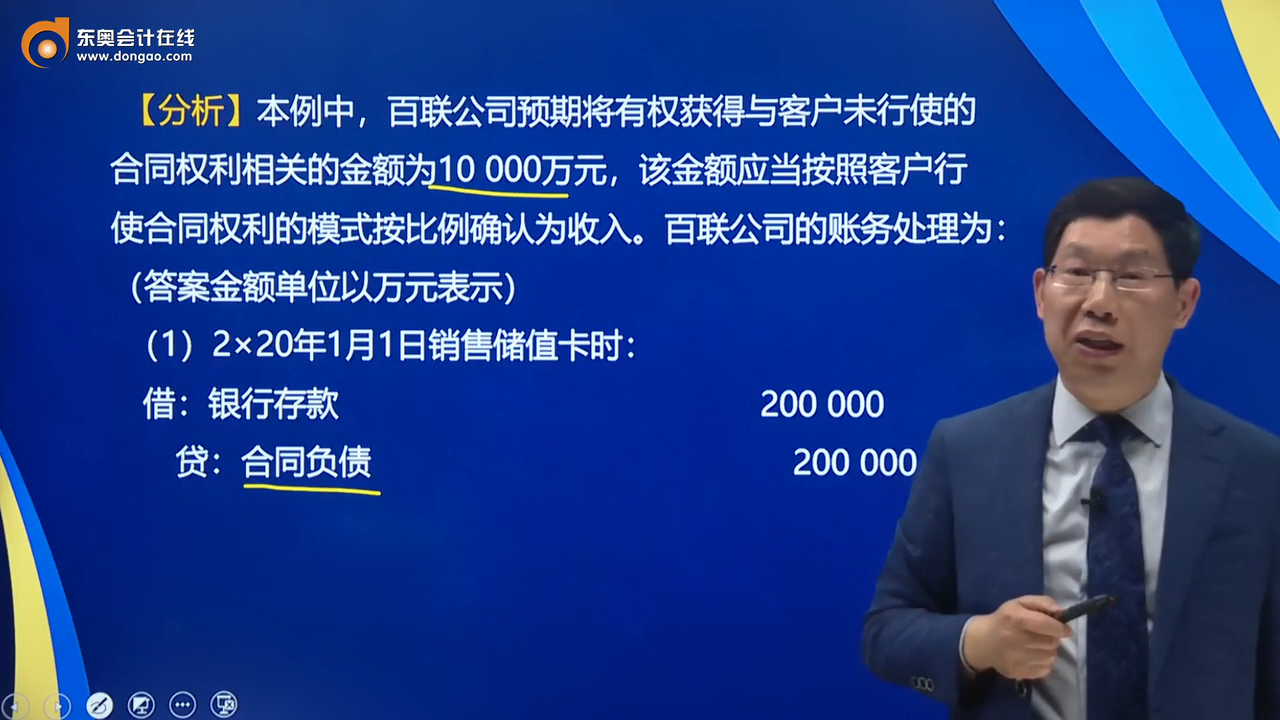 东奥会计在线
www.dongao.com
【分析】本例中，百联公司预期将有权获得与客户未行使的
合同权利相关的金额为10 000万元，该金额应当按照客户行
使合同权利的模式按比例确认为收入。百联公司的账务处理为：
（答案金额单位以万元表示）
（1）2×20年1月1日销售储值卡时：
借：银行存款 200 000
贷：合同负债 200 000